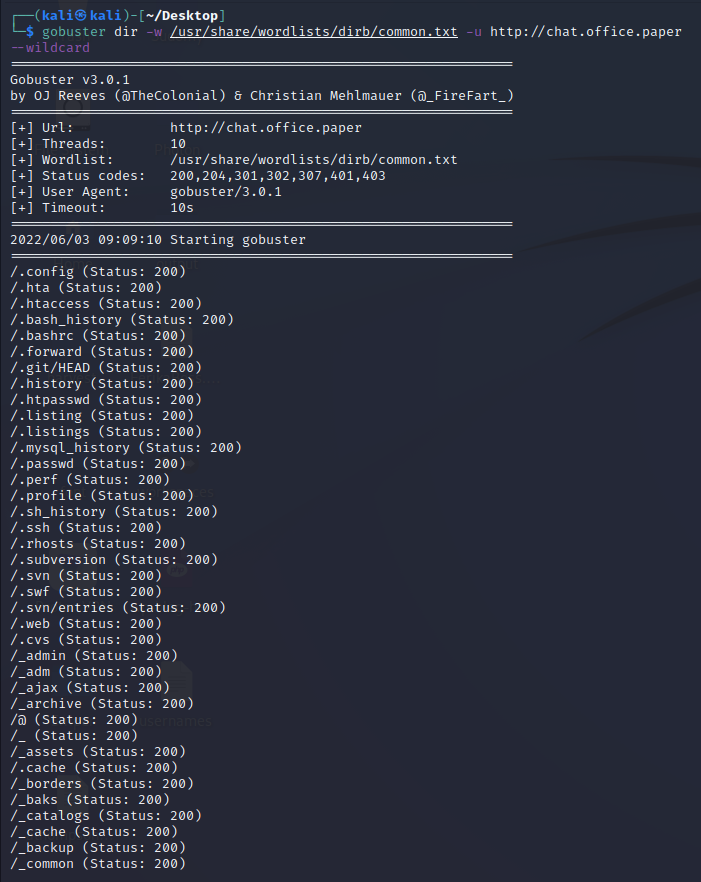 ┌──(kali㉿kali)-[~/Desktop]
└─$ gobuster dir -w /usr/share/wordlists/dirb/common.txt -u http://chat.office.paper
--wildcard
===============================================================
Gobuster v3.0.1
by OJ Reeves (@TheColonial) & Christian Mehlmauer (@_FireFart_)
===============================================================
[+] Url:            http://chat.office.paper
[+] Threads:        10
[+] Wordlist:       /usr/share/wordlists/dirb/common.txt
[+] Status codes:   200,204,301,302,307,401,403
[+] User Agent:     gobuster/3.0.1
[+] Timeout:        10s
===============================================================
2022/06/03 09:09:10 Starting gobuster
===============================================================
/.config (Status: 200)
/.hta (Status: 200)
/.htaccess (Status: 200)
/.bash_history (Status: 200)
/.bashrc (Status: 200)
/.forward (Status: 200)
/.git/HEAD (Status: 200)
/.history (Status: 200)
/.htpasswd (Status: 200)
/.listing (Status: 200)
/.listings (Status: 200)
/.mysql_history (Status: 200)
/.passwd (Status: 200)
/.perf (Status: 200)
/.profile (Status: 200)
/.sh_history (Status: 200)
/.ssh (Status: 200)
/.rhosts (Status: 200)
/.subversion (Status: 200)
/.svn (Status: 200)
/.swf (Status: 200)
/.svn/entries (Status: 200)
/.web (Status: 200)
/.cvs (Status: 200)
/_admin (Status: 200)
/_adm (Status: 200)
/_ajax (Status: 200)
/_archive (Status: 200)
/@ (Status: 200)
/_ (Status: 200)
/_assets (Status: 200)
/.cache (Status: 200)
/_borders (Status: 200)
/_baks (Status: 200)
/_catalogs (Status: 200)
/_cache (Status: 200)
/_backup (Status: 200)
/_common (Status: 200)